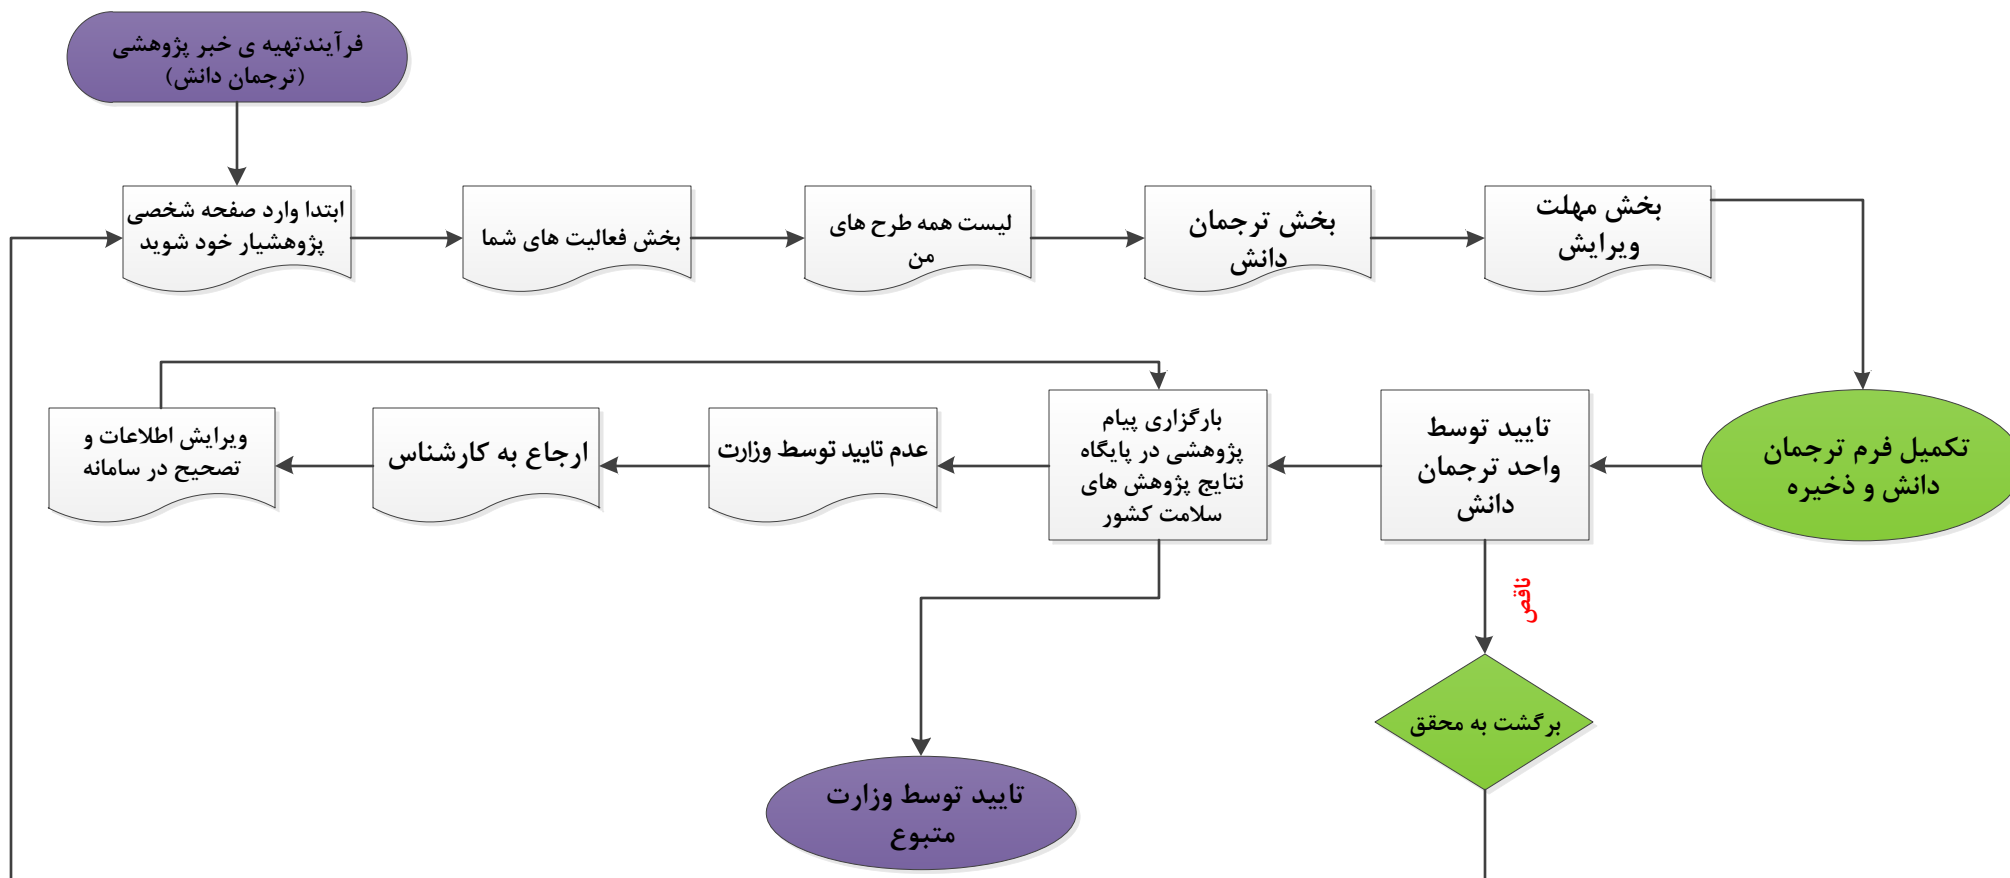 فرآیندتهیه ی خبر پژوهشی
(ترجمان دانش)
ابتدا وارد صفحه شخصی
پژوهشیار خود شوید
بخش فعالیت های شما
لیست همه طرح های
من
بخش ترجمان
دانش
بخش مهلت
ویرایش
تکمیل فرم ترجمان
دانش و ذخیره
تایید توسط
واحد ترجمان
دانش
بارگزاری پیام
پژوهشی در پایگاه
نتایج پژوهش های
سلامت کشور
عدم تایید توسط وزارت
ارجاع به کارشناس
ویرایش اطلاعات و
تصحیح در سامانه
ناقص
برگشت به محقق
تایید توسط وزارت
متبوع